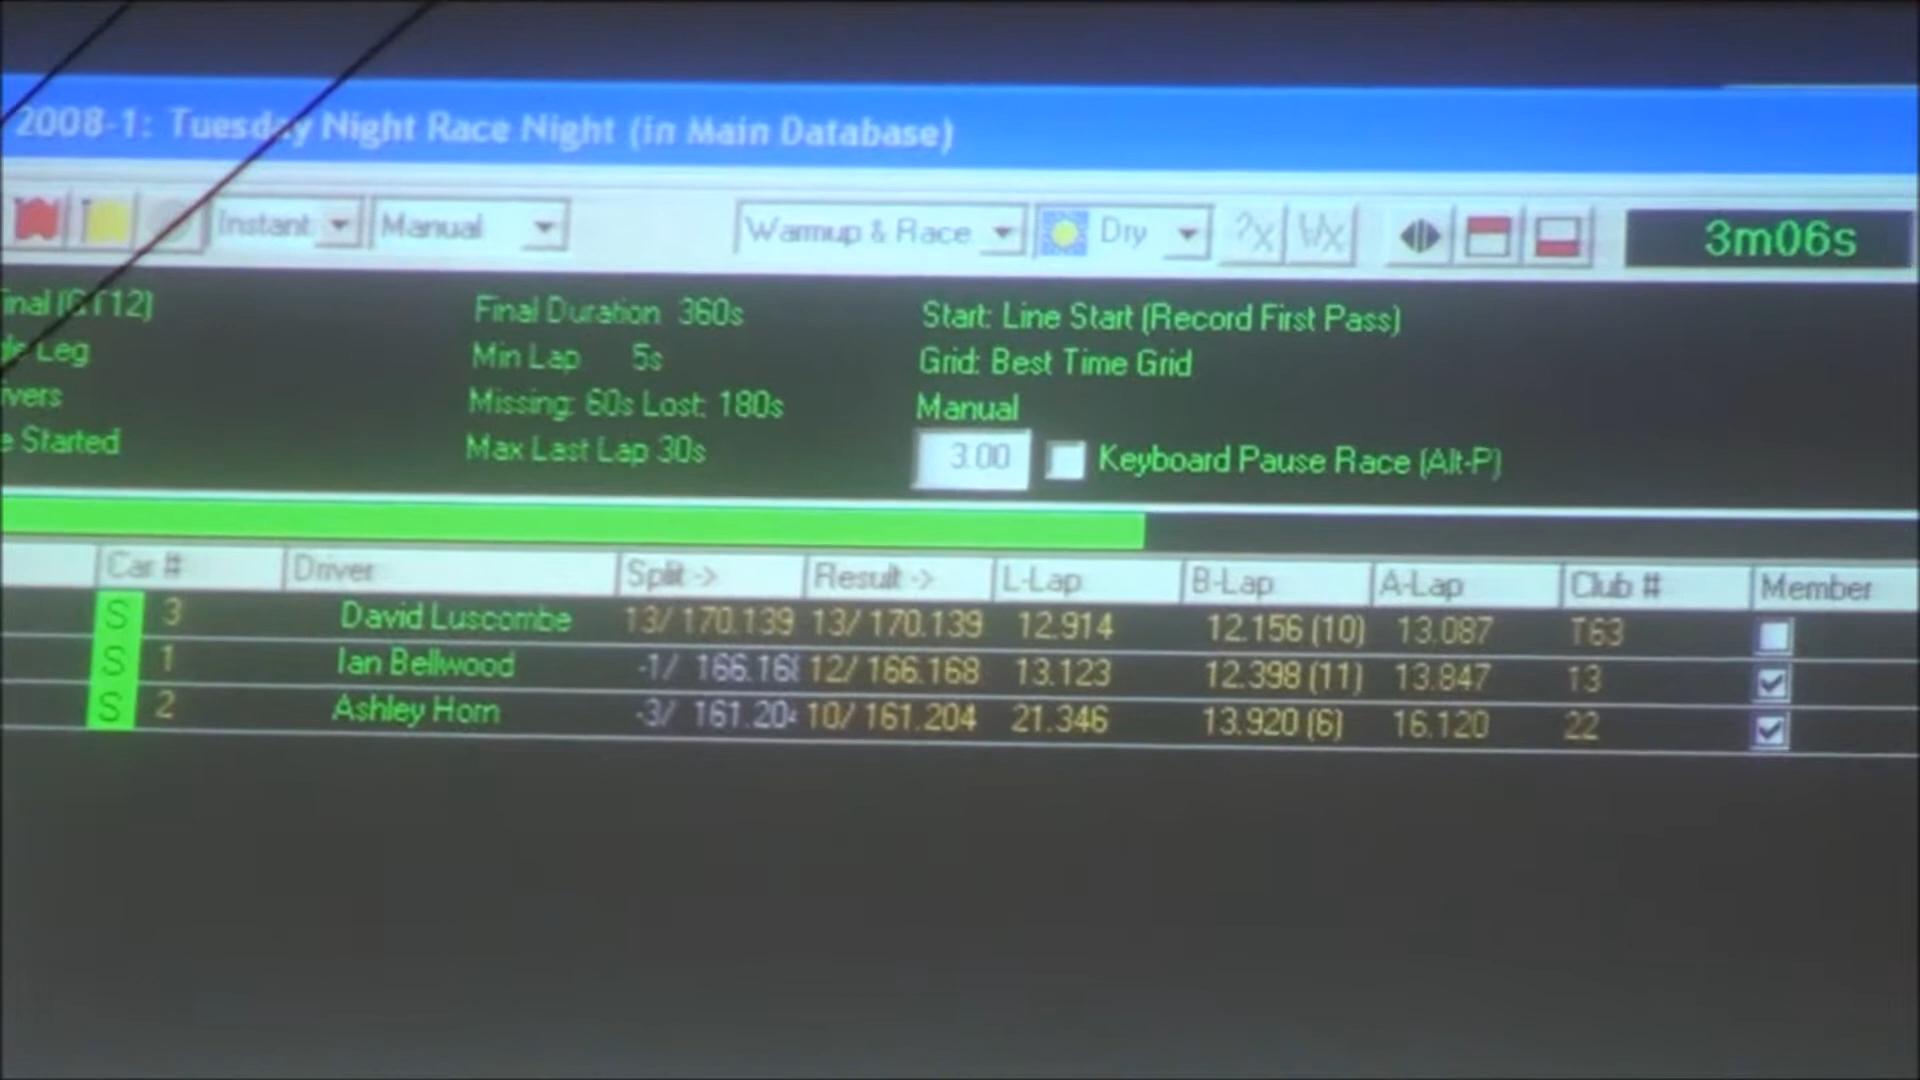 2008-1: Tuesday Night Race Night (in Main Database)
Instant Manual Warmup & Race Dry ?X 3m06s
Final Duration 360s Start: Line Start (Record First Pass)
Leg Min Lap 5s Grid: Best Time Grid
Missing: 60s Lost: 180s Manual
Started Max Last Lap 30s 3.00 Keyboard Pause Race (Alt-P)
Car # Driver Split -> Result -> L-Lap B-Lap A-Lap Club # Member
S 3 David Luscombe 13/ 170.139 13/ 170.139 12.914 12.156 (10) 13.087 T63
S 1 Ian Bellwood -1/ 166.16 12/ 166.168 13.123 12.398 (11) 13.847 13
S 2 Ashley Horn -3/ 161.20 10/ 161.204 21.346 13.920 (6) 16.120 22